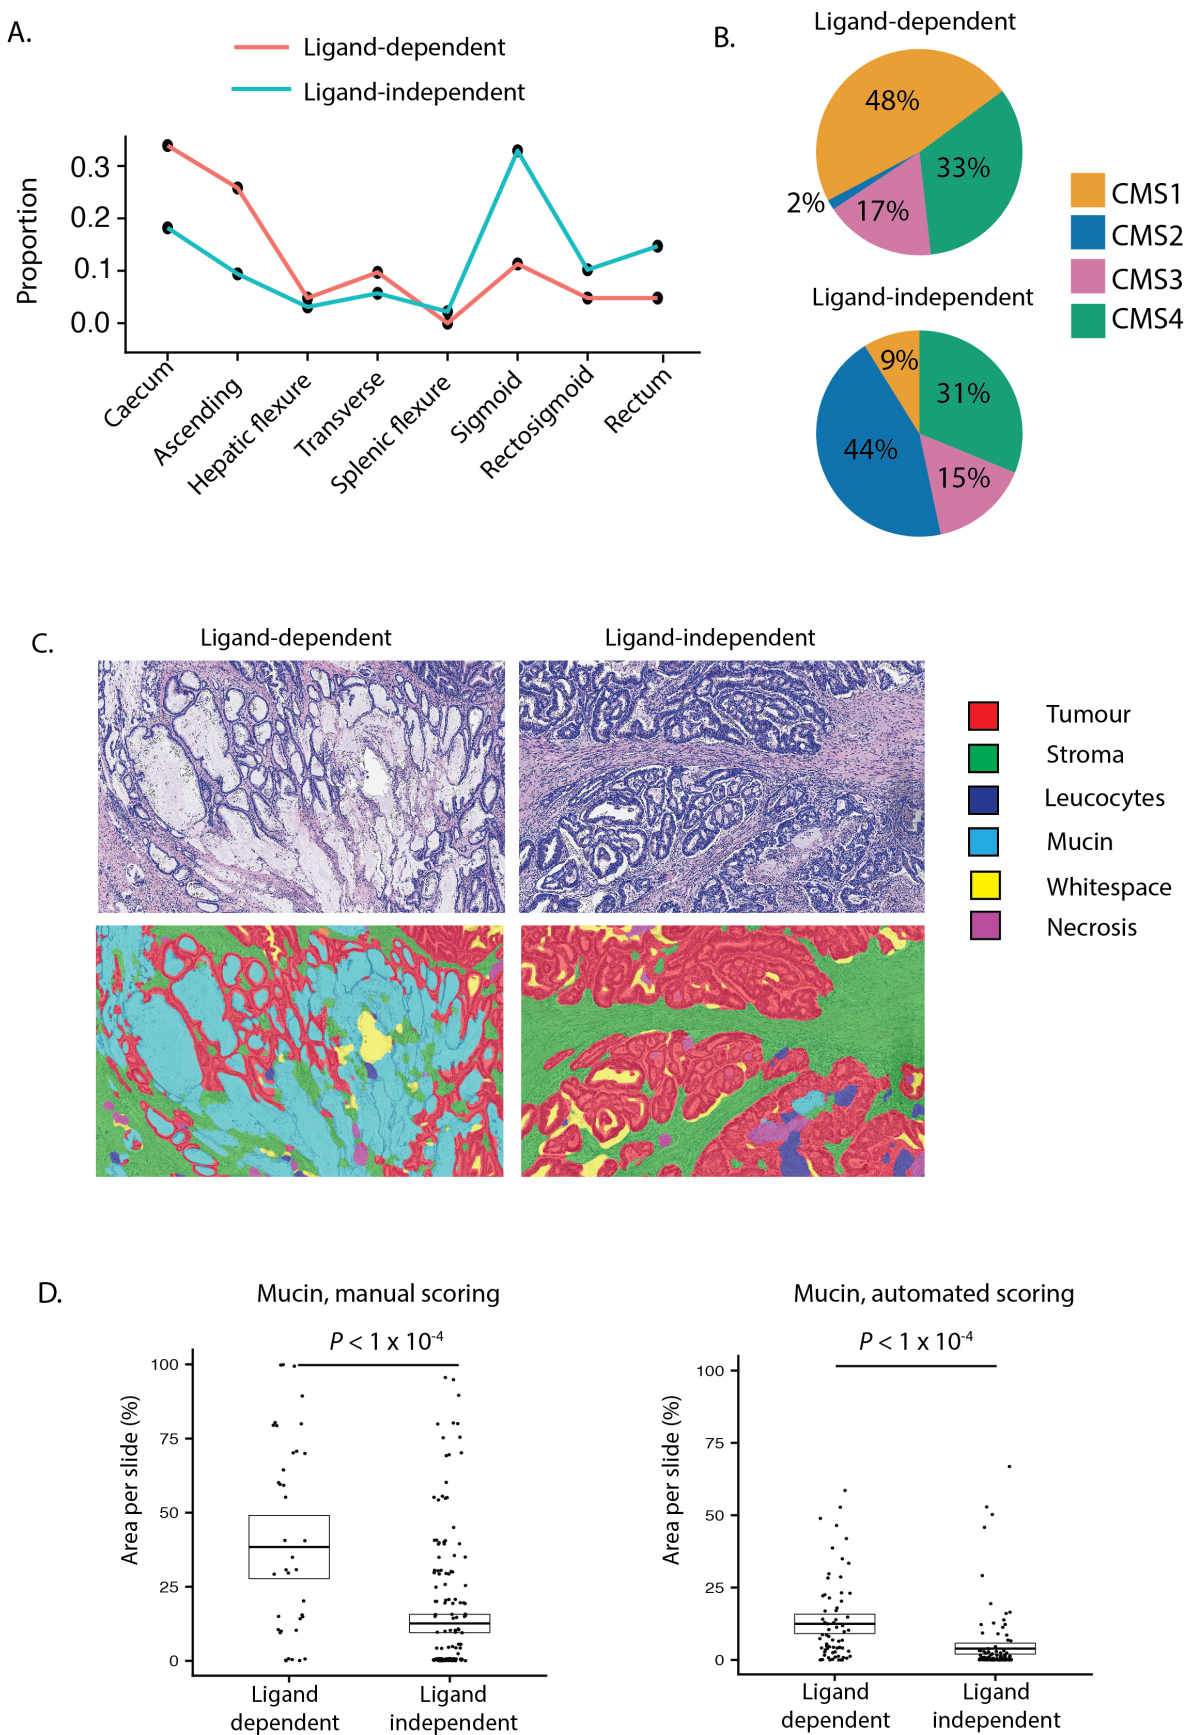 A.
Ligand-dependent
Ligand-independent
Proportion
0.3
0.2
0.1
0.0
Caecum
Ascending
Hepatic flexure
Transverse
Splenic flexure
Sigmoid
Rectosigmoid
Rectum
B.
Ligand-dependent
48%
33%
2%
17%
Ligand-independent
9%
31%
44%
15%
CMS1
CMS2
CMS3
CMS4
C.
Ligand-dependent
Ligand-independent
Tumour
Stroma
Leucocytes
Mucin
Whitespace
Necrosis
D.
Mucin, manual scoring
P < 1 x 10⁻⁴
Area per slide (%)
100
75
50
25
0
Ligand
dependent
Ligand
independent
Mucin, automated scoring
P < 1 x 10⁻⁴
Area per slide (%)
100
75
50
25
0
Ligand
dependent
Ligand
independent